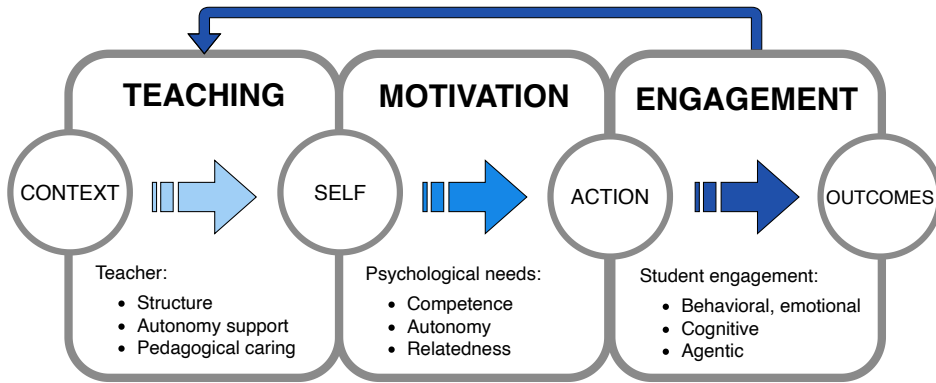 TEACHING
MOTIVATION
ENGAGEMENT
CONTEXT
SELF
ACTION
OUTCOMES
Teacher:
• Structure
• Autonomy support
• Pedagogical caring
Psychological needs:
• Competence
• Autonomy
• Relatedness
Student engagement:
• Behavioral, emotional
• Cognitive
• Agentic